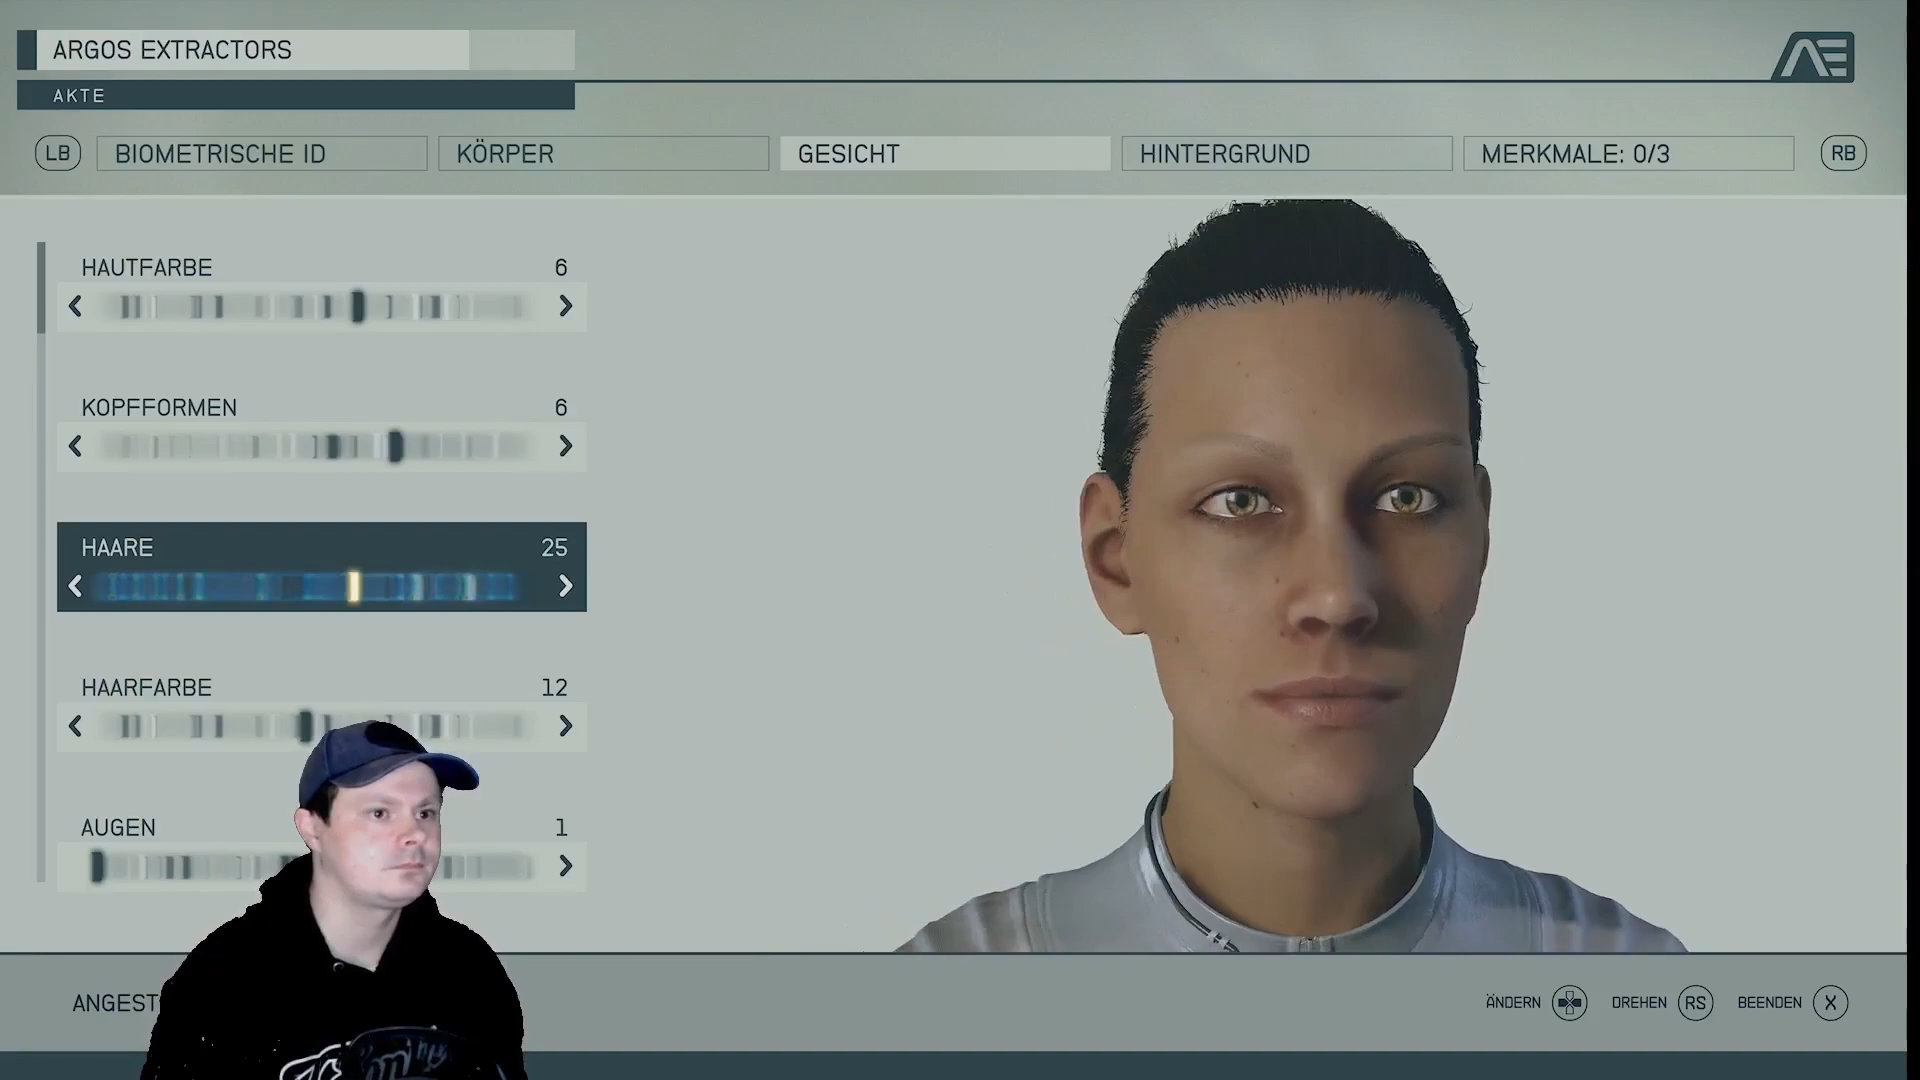 ARGOS EXTRACTORS
AKTE
LB BIOMETRISCHE ID KÖRPER GESICHT HINTERGRUND MERKMALE: 0/3 RB
HAUTFARBE 6
KOPFFORMEN 6
HAARE 25
HAARFARBE 12
AUGEN 1
ANGEST
ÄNDERN DREHEN RS BEENDEN X